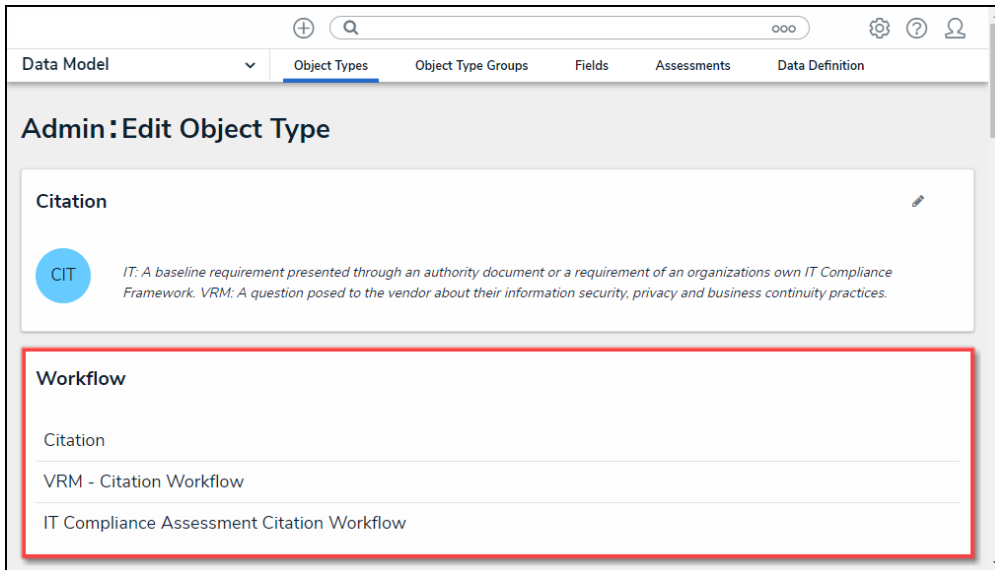 ooo
Data Model
Object Types
Object Type Groups
Fields
Assessments
Data Definition
Admin:Edit Object Type
Citation
CIT
IT: A baseline requirement presented through an authority document or a requirement of an organizations own IT Compliance
Framework. VRM: A question posed to the vendor about their information security, privacy and business continuity practices.
Workflow
Citation
VRM - Citation Workflow
IT Compliance Assessment Citation Workflow